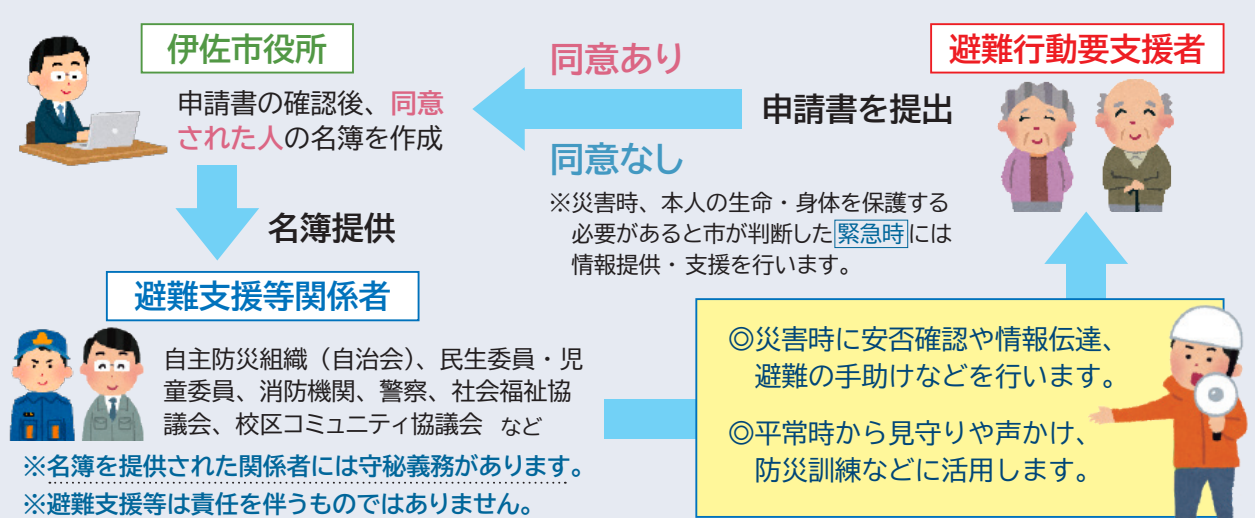 伊佐市役所
申請書の確認後、同意
された人の名簿を作成
同意あり
申請書を提出
同意なし
※災害時、本人の生命・身体を保護する
必要があると市が判断した緊急時には
情報提供・支援を行います。
避難行動要支援者
名簿提供
避難支援等関係者
自主防災組織（自治会）、民生委員・児
童委員、消防機関、警察、社会福祉協
議会、校区コミュニティ協議会 など
※名簿を提供された関係者には守秘義務があります。
※避難支援等は責任を伴うものではありません。
◎災害時に安否確認や情報伝達、
避難の手助けなどを行います。
◎平常時から見守りや声かけ、
防災訓練などに活用します。